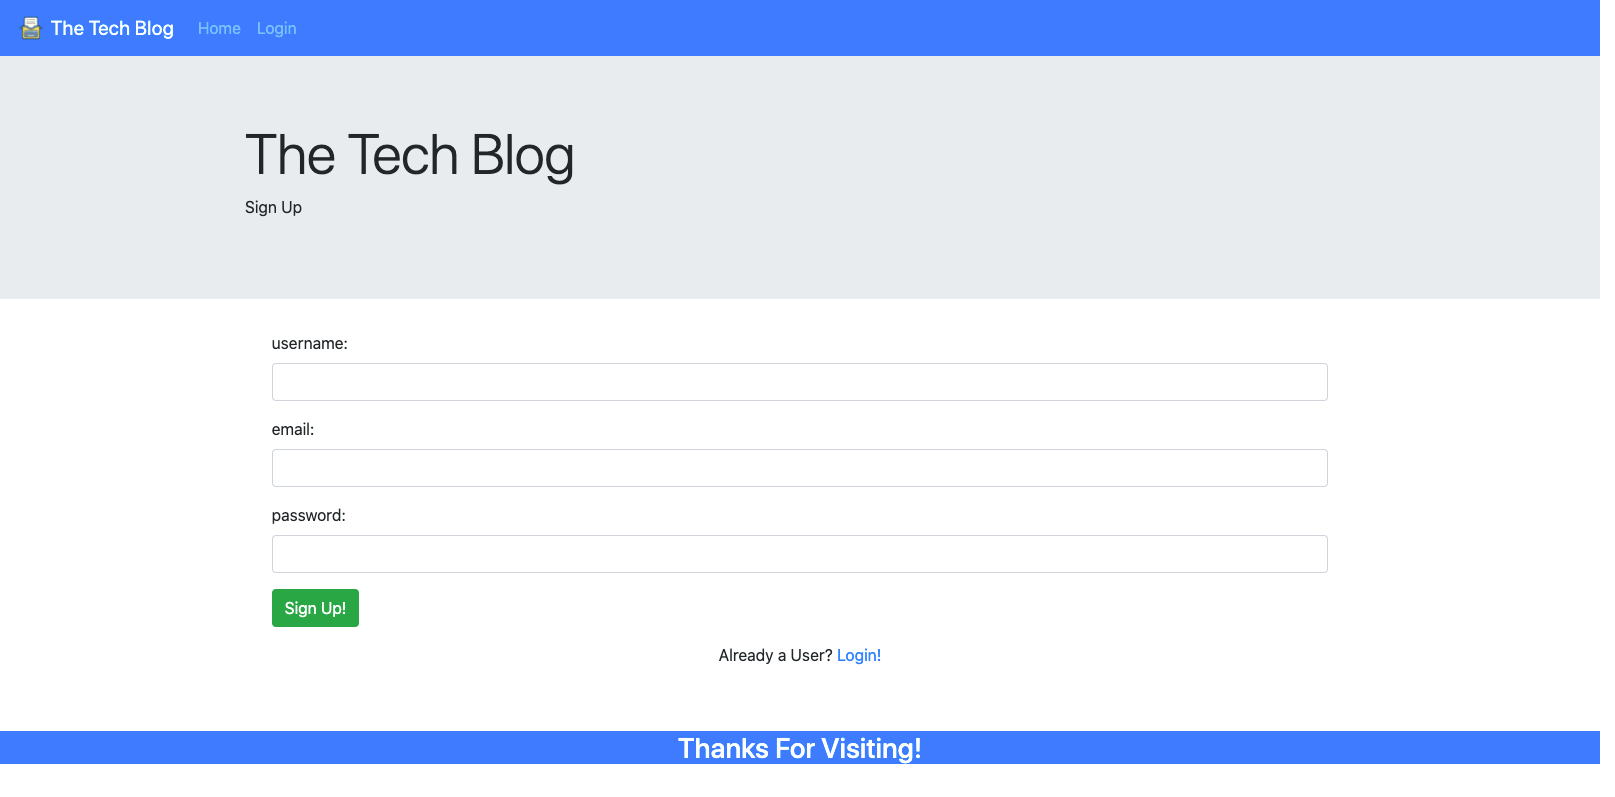 The Tech Blog Home Login
The Tech Blog
Sign Up
username:
email:
password:
Sign Up!
Already a User? Login!
Thanks For Visiting!